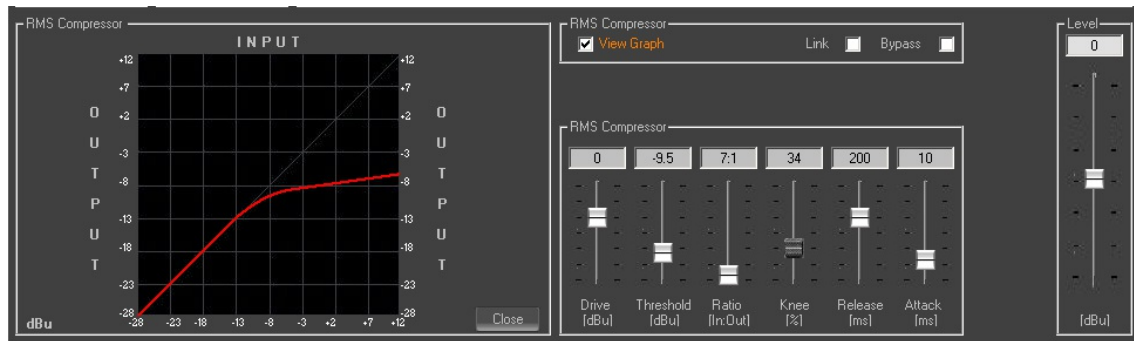 RMS Compressor
INPUT
+12 +12
+7 +7
+2 +2
-3 -3
-8 -8
-13 -13
-18 -18
-23 -23
-28 -28
OUTPUT
OUTPUT
-28 -23 -18 -13 -8 -3 +2 +7 +12
dBu
Close
RMS Compressor
View Graph Link Bypass
RMS Compressor
0 -9.5 7:1 34 200 10
Drive Threshold Ratio Knee Release Attack
[dBu] [dBu] [In:Out] [%] [ms] [ms]
Level
0
[dBu]